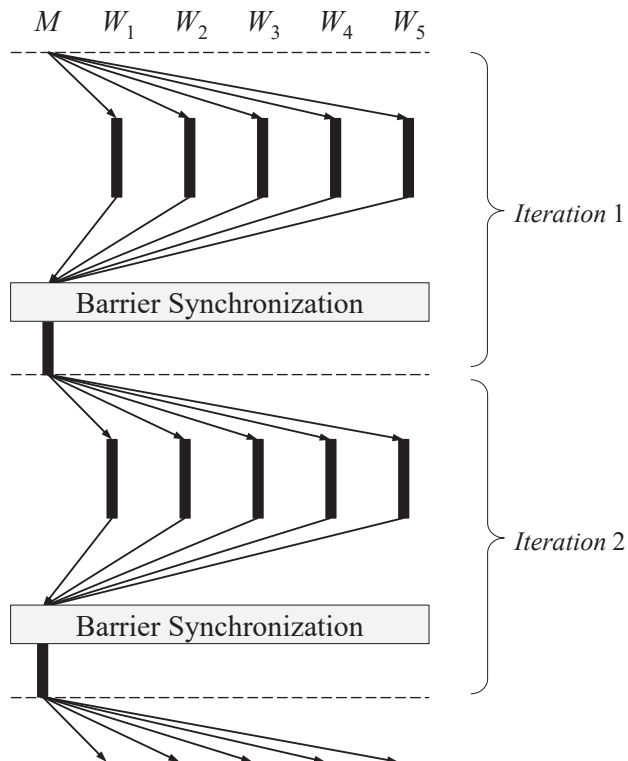 M W₁ W₂ W₃ W₄ W₅
Iteration 1
Barrier Synchronization
Iteration 2
Barrier Synchronization